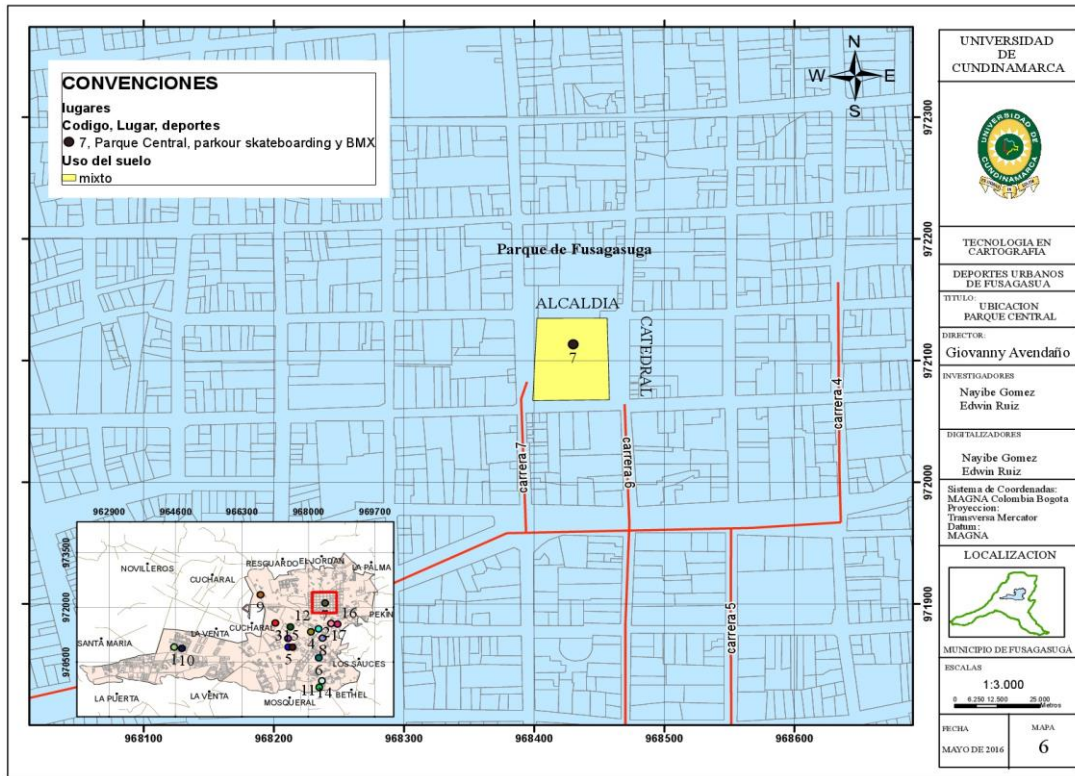 CONVENCIONES
lugares
Codigo, Lugar, deportes
7, Parque Central, parkour skateboarding y BMX
Uso del suelo
mixto
N
W E
S
Parque de Fusagasuga
ALCALDIA
CATEDRAL
7
carrera 7
carrera 6
carrera 5
carrera 4
972300
972200
972100
972000
971900
968100 968200 968300 968400 968500 968600
962900 964600 966300 968000 969700
973500
972000
970500
NOVILLEROS
CUCHARAL
RESGUARDO
EL JORDAN
LA PALMA
PEKIN
CUCHARAL
LA VENTA
SANTA MARIA
LOS SAUCES
LA PUERTA
LA VENTA
MOSQUERAL
BETHEL
9
12
16
17
3
4
5
8
6
10
11
14
UNIVERSIDAD
DE
CUNDINAMARCA
UNIVERSIDAD DE
CUNDINAMARCA
TECNOLOGIA EN
CARTOGRAFIA
DEPORTES URBANOS
DE FUSAGASUA
TITULO:
UBICACION
PARQUE CENTRAL
DIRECTOR:
Giovanny Avendaño
INVESTIGADORES
Nayibe Gomez
Edwin Ruiz
DIGITALIZADORES
Nayibe Gomez
Edwin Ruiz
Sistema de Coordenadas:
MAGNA Colombia Bogota
Proyeccion:
Transversa Mercator
Datum:
MAGNA
LOCALIZACION
MUNICIPIO DE FUSAGASUGÁ
ESCALAS
1:3.000
0 6.250 12.500 25.000
Metros
FECHA
MAYO DE 2016
MAPA
6